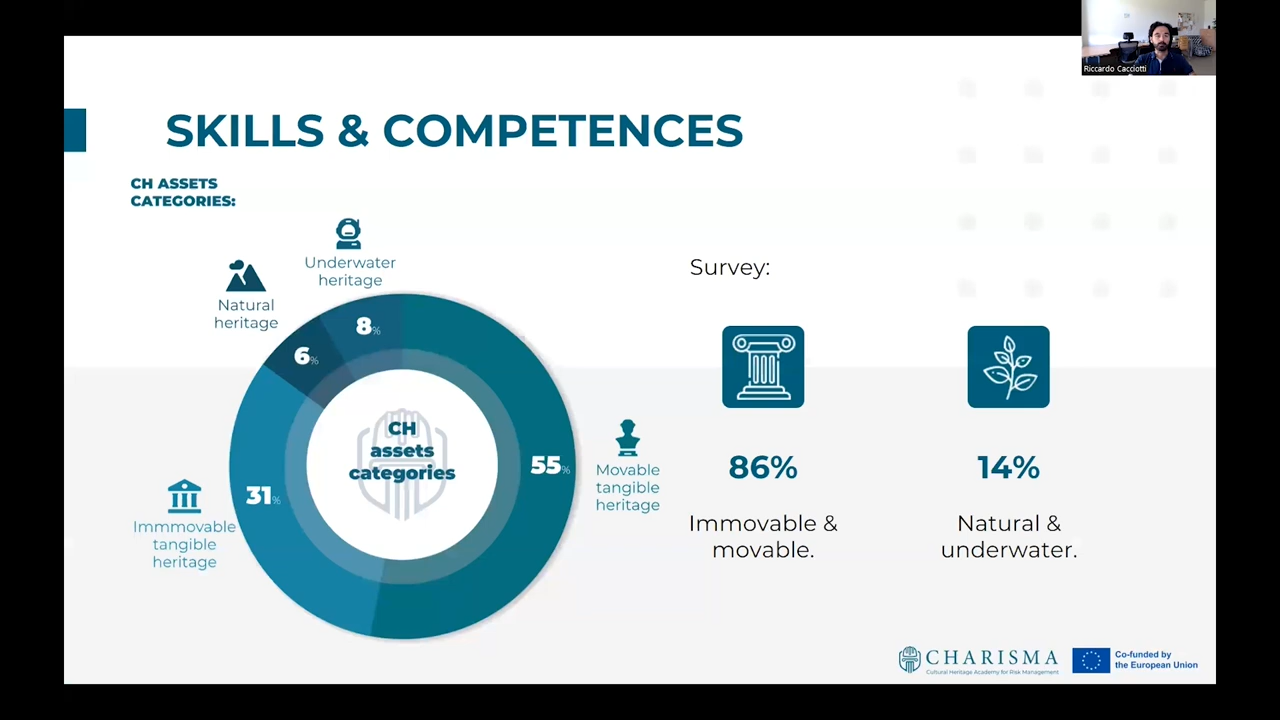 Riccardo Cacciotti
SKILLS & COMPETENCES
CH ASSETS
CATEGORIES:
Underwater
heritage
Natural
heritage
8%
6%
CH
assets
categories
55%
31%
Movable
tangible
heritage
Immmovable
tangible
heritage
Survey:
86%
Immovable &
movable.
14%
Natural &
underwater.
CHARISMA
Cultural Heritage Academy for Risk Management
Co-funded by
the European Union